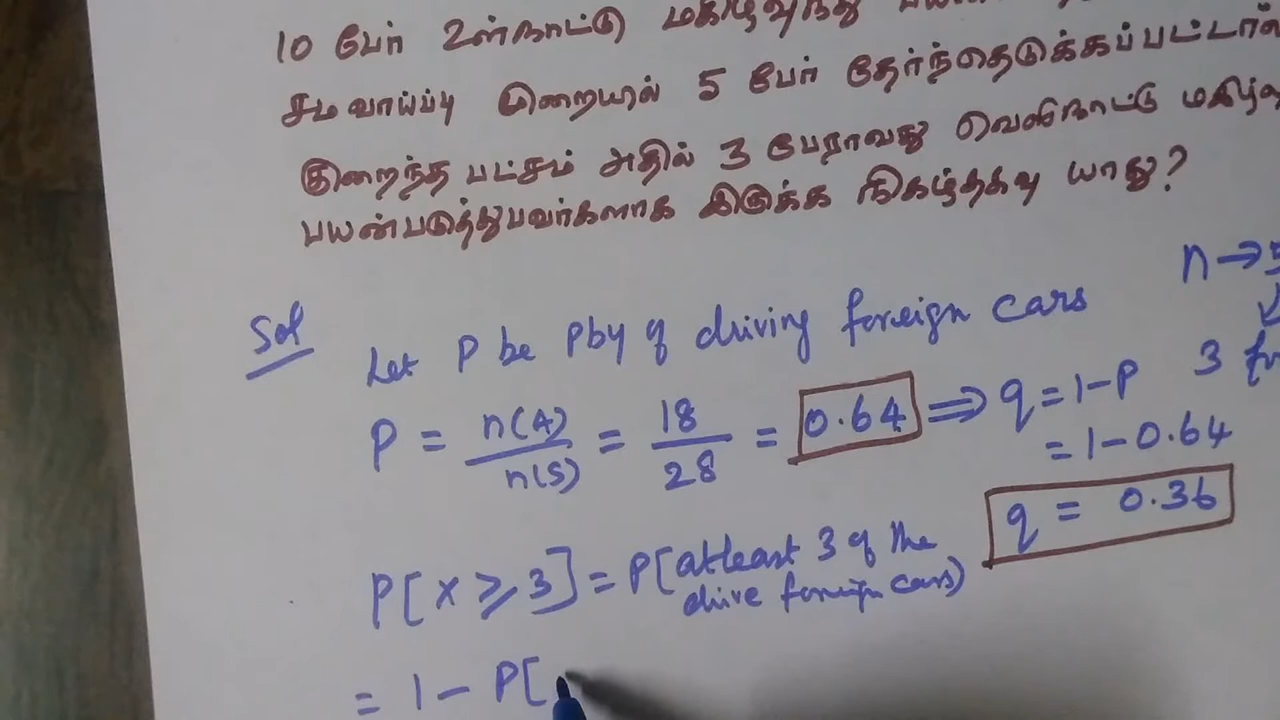 10 பேர் உள்நாட்டு மகிழ்வுந்து
சமவாய்ப்பு முறையில் 5 பேர் தேர்ந்தெடுக்கப்பட்டால்
குறைந்த பட்சம் அதில் 3 பேராவது வெளிநாட்டு
பயன்படுத்துபவர்களாக இருக்க நிகழ்தகவு யாது?
n →
Sol Let P be Pby of driving foreign cars
P = n(A)/n(S) = 18/28 = 0.64 ⇒ q = 1-P 3
= 1-0.64
q = 0.36
P[X ≥ 3] = P[atleast 3 of the
drive foreign cars)
= 1 - P[